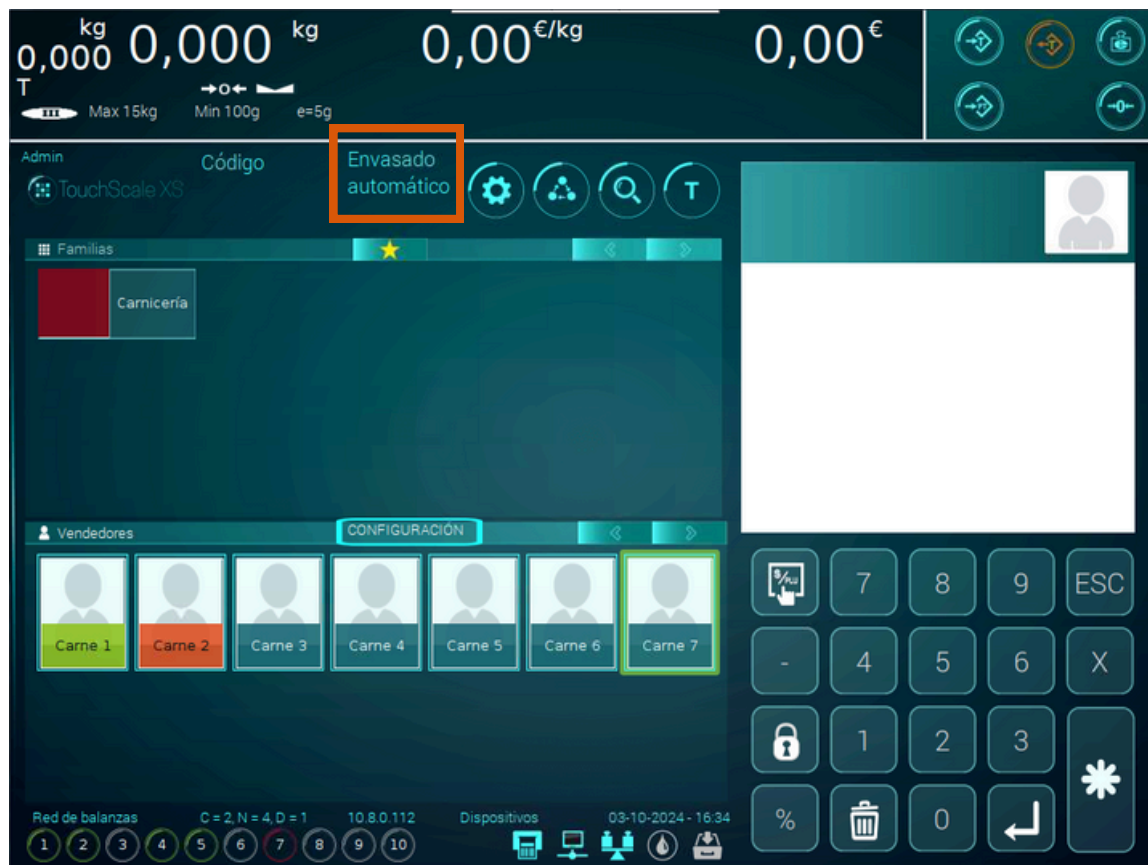 kg
0,000
T
0,000 kg
0,00 €/kg
0,00 €
Max 15kg Min 100g e=5g
Admin
TouchScale XS
Código
Envasado
automático
T
Familias
Carnicería
Vendedores
CONFIGURACIÓN
Carne 1
Carne 2
Carne 3
Carne 4
Carne 5
Carne 6
Carne 7
7 8 9 ESC
- 4 5 6 X
1 2 3
% 0
Red de balanzas C = 2, N = 4, D = 1 10.8.0.112 Dispositivos 03-10-2024 - 16:34
1 2 3 4 5 6 7 8 9 10